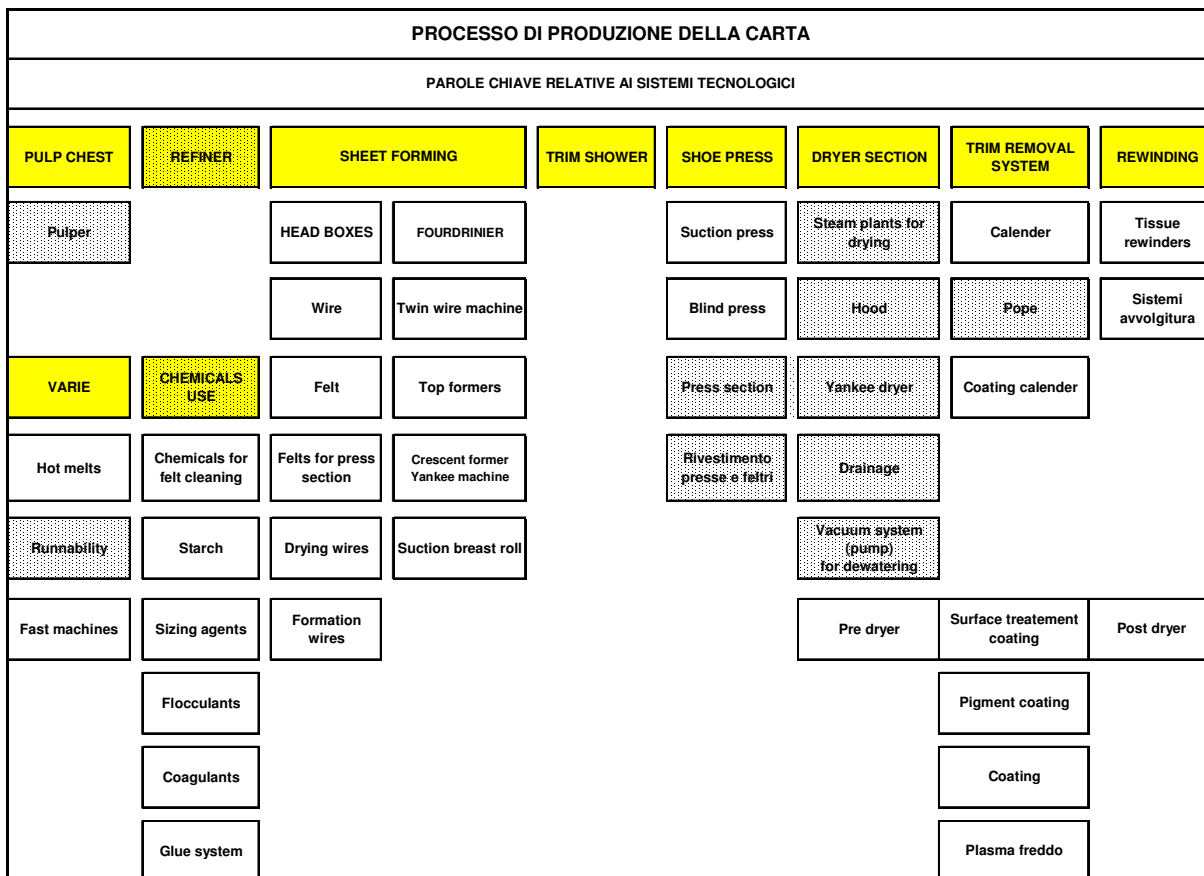 PROCESSO DI PRODUZIONE DELLA CARTA
PAROLE CHIAVE RELATIVE AI SISTEMI TECNOLOGICI
PULP CHEST
REFINER
SHEET FORMING
TRIM SHOWER
SHOE PRESS
DRYER SECTION
TRIM REMOVAL
SYSTEM
REWINDING
Pulper
HEAD BOXES
FOURDRINIER
Suction press
Steam plants for
drying
Calender
Tissue
rewinders
Wire
Twin wire machine
Blind press
Hood
Pope
Sistemi
avvolgitura
VARIE
CHEMICALS
USE
Felt
Top formers
Press section
Yankee dryer
Coating calender
Hot melts
Chemicals for
felt cleaning
Felts for press
section
Crescent former
Yankee machine
Rivestimento
presse e feltri
Drainage
Runnability
Starch
Drying wires
Suction breast roll
Vacuum system
(pump)
for dewatering
Fast machines
Sizing agents
Formation
wires
Pre dryer
Surface treatement
coating
Post dryer
Flocculants
Pigment coating
Coagulants
Coating
Glue system
Plasma freddo